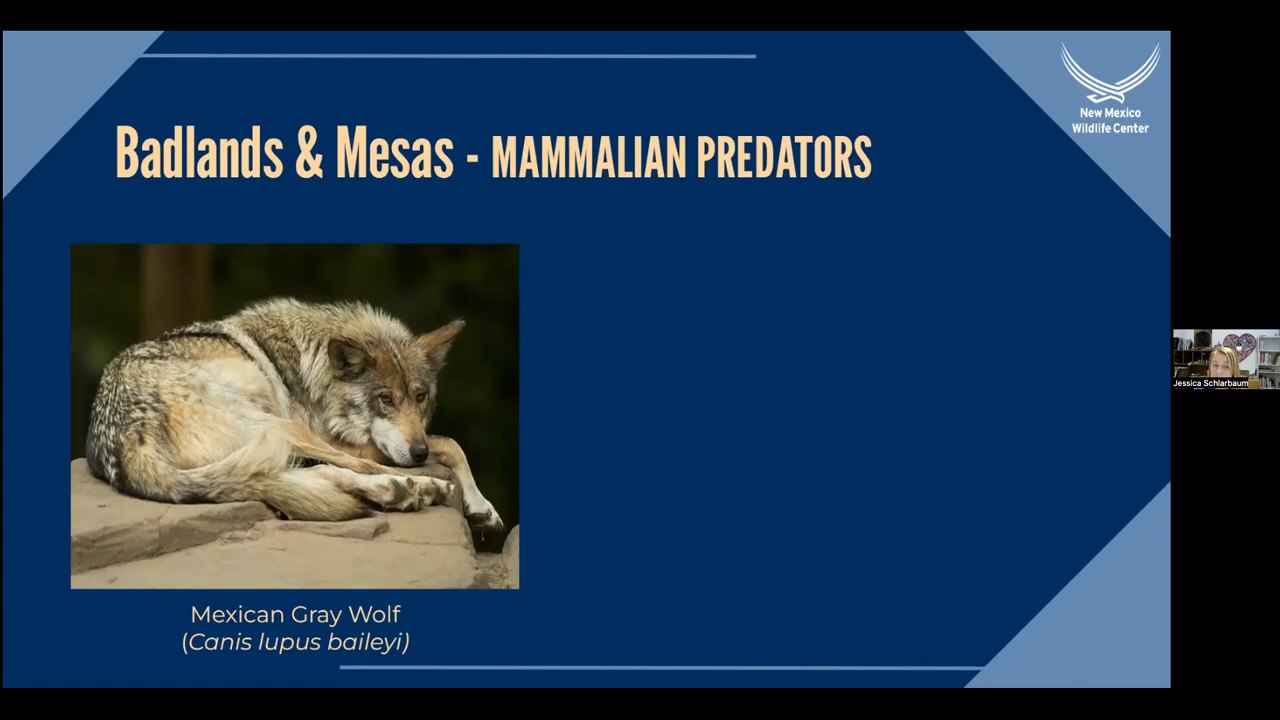 New Mexico
Wildlife Center
Badlands & Mesas - MAMMALIAN PREDATORS
Jessica Schlarbaum
Mexican Gray Wolf
(Canis lupus baileyi)